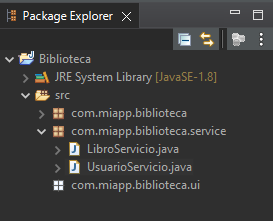 Package Explorer
Biblioteca
JRE System Library [JavaSE-1.8]
src
com.miapp.biblioteca
com.miapp.biblioteca.service
LibroServicio.java
UsuarioServicio.java
com.miapp.biblioteca.ui